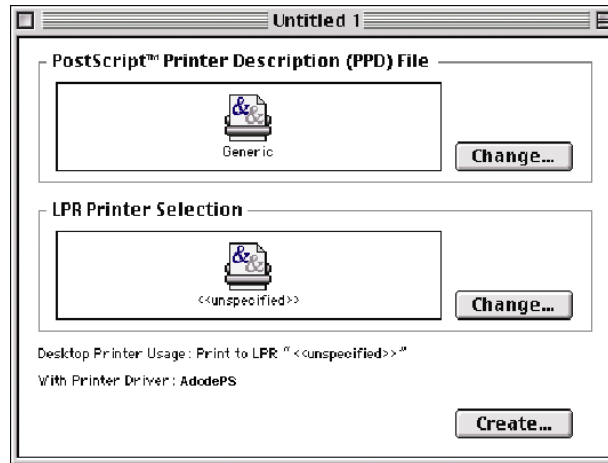 Untitled 1
PostScript™ Printer Description (PPD) File
Generic
Change...
LPR Printer Selection
<<unspecified>>
Change...
Desktop Printer Usage: Print to LPR "<<unspecified>>"
With Printer Driver: AdodePS
Create...